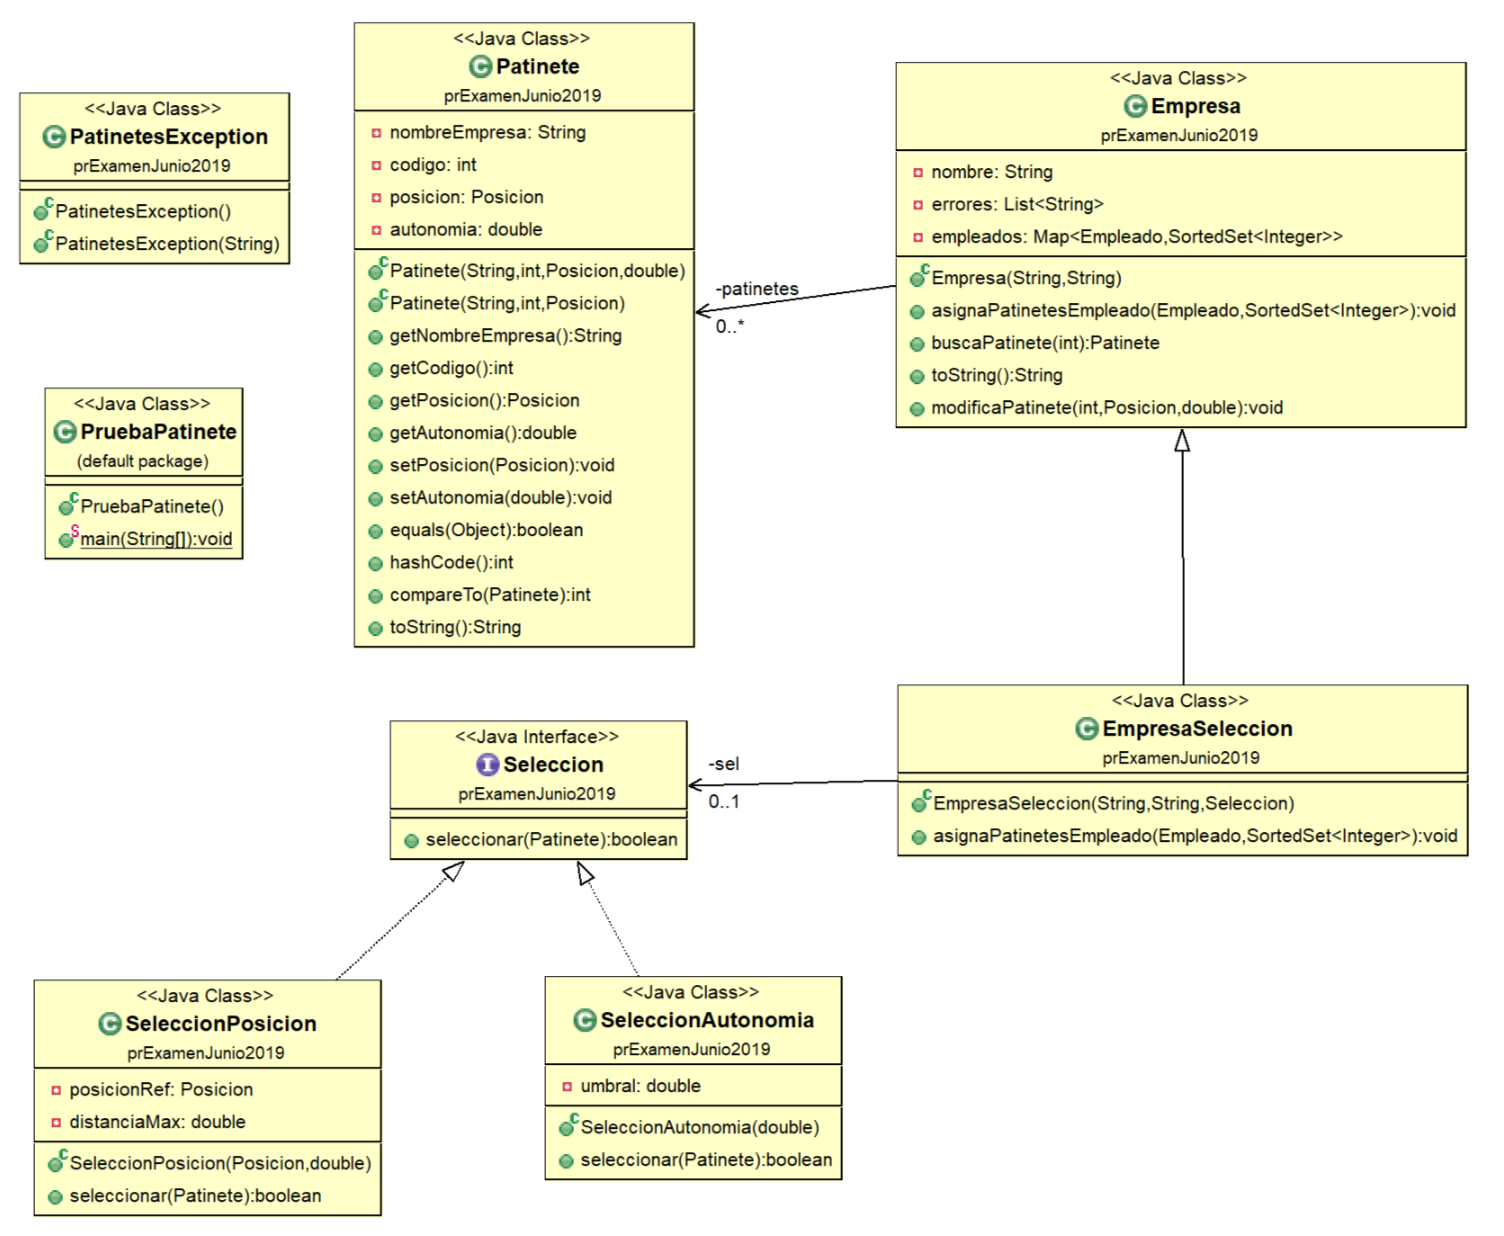 <<Java Class>>
PatinetesException
prExamenJunio2019
PatinetesException()
PatinetesException(String)
<<Java Class>>
PruebaPatinete
(default package)
PruebaPatinete()
main(String[]):void
<<Java Class>>
Patinete
prExamenJunio2019
nombreEmpresa: String
codigo: int
posicion: Posicion
autonomia: double
Patinete(String,int,Posicion,double)
Patinete(String,int,Posicion)
getNombreEmpresa():String
getCodigo():int
getPosicion():Posicion
getAutonomia():double
setPosicion(Posicion):void
setAutonomia(double):void
equals(Object):boolean
hashCode():int
compareTo(Patinete):int
toString():String
-patinetes
0..*
<<Java Class>>
Empresa
prExamenJunio2019
nombre: String
errores: List<String>
empleados: Map<Empleado,SortedSet<Integer>>
Empresa(String,String)
asignaPatinetesEmpleado(Empleado,SortedSet<Integer>):void
buscaPatinete(int):Patinete
toString():String
modificaPatinete(int,Posicion,double):void
<<Java Interface>>
Seleccion
prExamenJunio2019
seleccionar(Patinete):boolean
-sel
0..1
<<Java Class>>
EmpresaSeleccion
prExamenJunio2019
EmpresaSeleccion(String,String,Seleccion)
asignaPatinetesEmpleado(Empleado,SortedSet<Integer>):void
<<Java Class>>
SeleccionPosicion
prExamenJunio2019
posicionRef: Posicion
distanciaMax: double
SeleccionPosicion(Posicion,double)
seleccionar(Patinete):boolean
<<Java Class>>
SeleccionAutonomia
prExamenJunio2019
umbral: double
SeleccionAutonomia(double)
seleccionar(Patinete):boolean